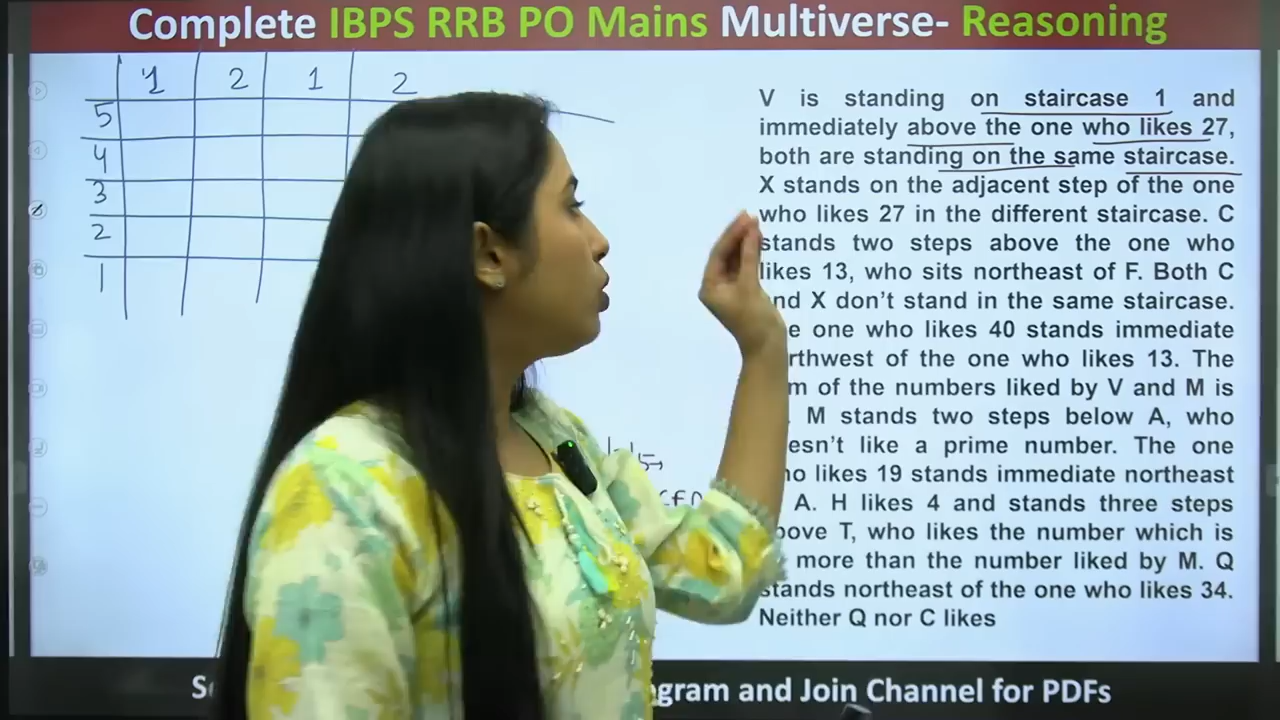 Complete IBPS RRB PO Mains Multiverse- Reasoning
1 2 1 2
5
4
3
2
1
V is standing on staircase 1 and
immediately above the one who likes 27,
both are standing on the same staircase.
X stands on the adjacent step of the one
who likes 27 in the different staircase. C
stands two steps above the one who
likes 13, who sits northeast of F. Both C
X don't stand in the same staircase.
one who likes 40 stands immediate
of the one who likes 13. The
of the numbers liked by V and M is
M stands two steps below A, who
like a prime number. The one
likes 19 stands immediate northeast
A. H likes 4 and stands three steps
T, who likes the number which is
more than the number liked by M. Q
stands northeast of the one who likes 34.
Neither Q nor C likes
and Join Channel for PDFs